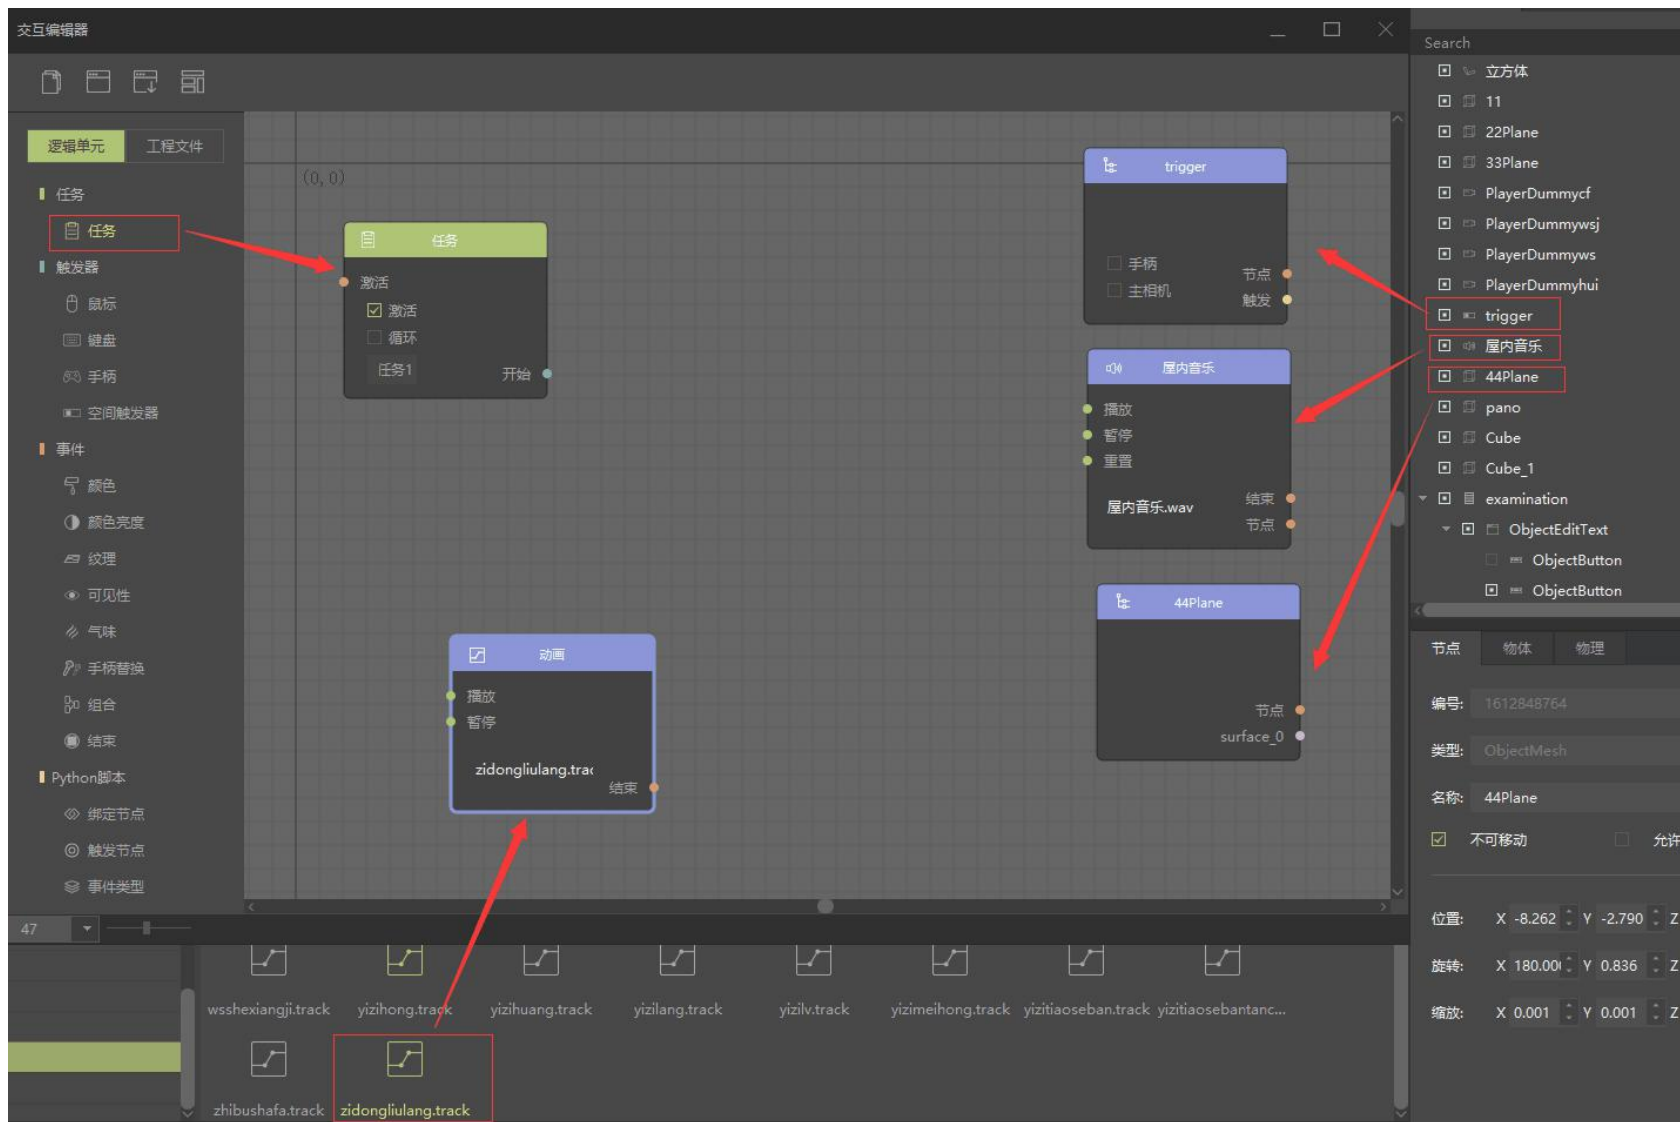 交互编辑器
逻辑单元
工程文件
任务
任务
触发器
鼠标
键盘
手柄
空间触发器
事件
颜色
颜色亮度
纹理
可见性
气味
手柄替换
组合
结束
Python脚本
绑定节点
触发节点
事件类型
(0, 0)
任务
激活
激活
循环
任务1
开始
动画
播放
暂停
zidongliulang.trac
结束
trigger
手柄
主相机
节点
触发
屋内音乐
播放
暂停
重置
屋内音乐.wav
结束
节点
44Plane
节点
surface_0
47
wsshexiangji.track
yizihong.track
yizihuang.track
yizilang.track
yizilv.track
yizimeihong.track
yizitiaoseban.track
yizitiaosebantanc...
zhibushafa.track
zidongliulang.track
Search
立方体
11
22Plane
33Plane
PlayerDummycf
PlayerDummywsj
PlayerDummyws
PlayerDummyhui
trigger
屋内音乐
44Plane
pano
Cube
Cube_1
examination
ObjectEditText
ObjectButton
ObjectButton
节点
物体
物理
编号: 1612848764
类型: ObjectMesh
名称: 44Plane
不可移动 允许
位置: X -8.262 Y -2.790 Z
旋转: X 180.00 Y 0.836 Z
缩放: X 0.001 Y 0.001 Z